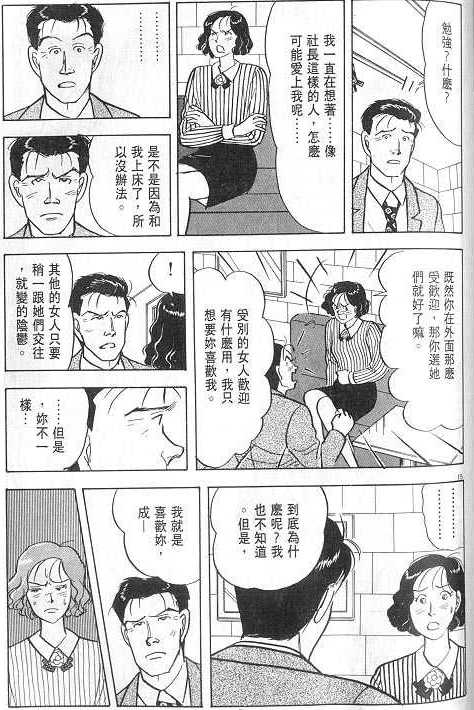 勉強？什麼？
我一直在想著……像
社長這樣的人，怎麼
可能愛上我呢……
………
是不是因為和
我上床了，所
以沒辦法。
既然你在外面那麼
受歡迎，那你選她
們就好了嘛。
受別的女人歡迎
有什麼用，我只
想要妳喜歡我。
！
其他的女人只要
稍一跟她們交往
，就變的陰鬱。
……但是
，妳不一
樣…
………
到底為什
麼呢？我
也不知道
。但是，
我就是
喜歡妳，
成—
………
15